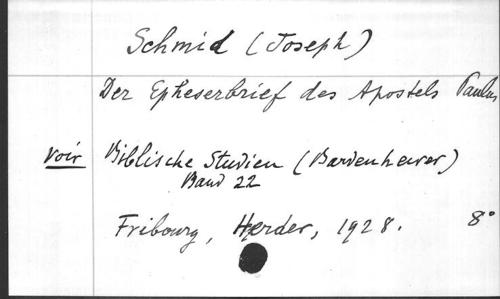 Schmid (Joseph)
Der Epheserbrief des Apostels Paulus
voir Biblische Studien (Bardenhewer)
Band 22
Fribourg, Herder, 1928. 8°